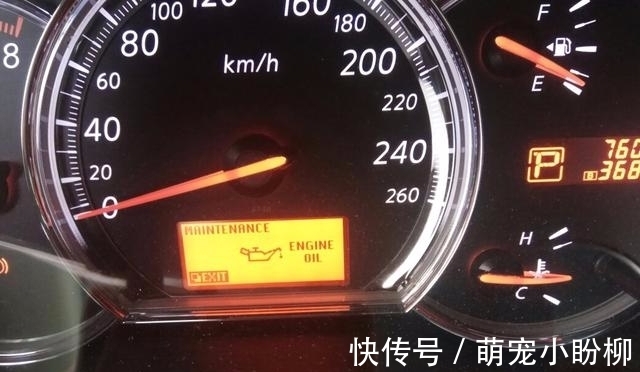 8
0
20
40
60
80
100
120
160
180
200
220
240
260
km/h
MAINTENANCE
ENGINE
OIL
EXIT
F
E
P
760
B 368
H
C
快传号 / 萌宠小盼柳